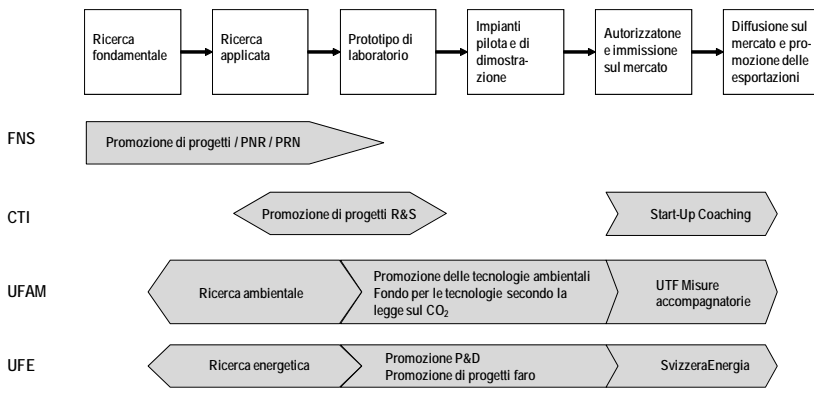 Ricerca
fondamentale
Ricerca
applicata
Prototipo di
laboratorio
Impianti
pilota e di
dimostra-
zione
Autorizzatone
e immissione
sul mercato
Diffusione sul
mercato e pro-
mozione delle
esportazioni
FNS
Promozione di progetti / PNR / PRN
CTI
Promozione di progetti R&S
Start-Up Coaching
UFAM
Ricerca ambientale
Promozione delle tecnologie ambientali
Fondo per le tecnologie secondo la
legge sul CO₂
UTF Misure
accompagnatorie
UFE
Ricerca energetica
Promozione P&D
Promozione di progetti faro
SvizzeraEnergia